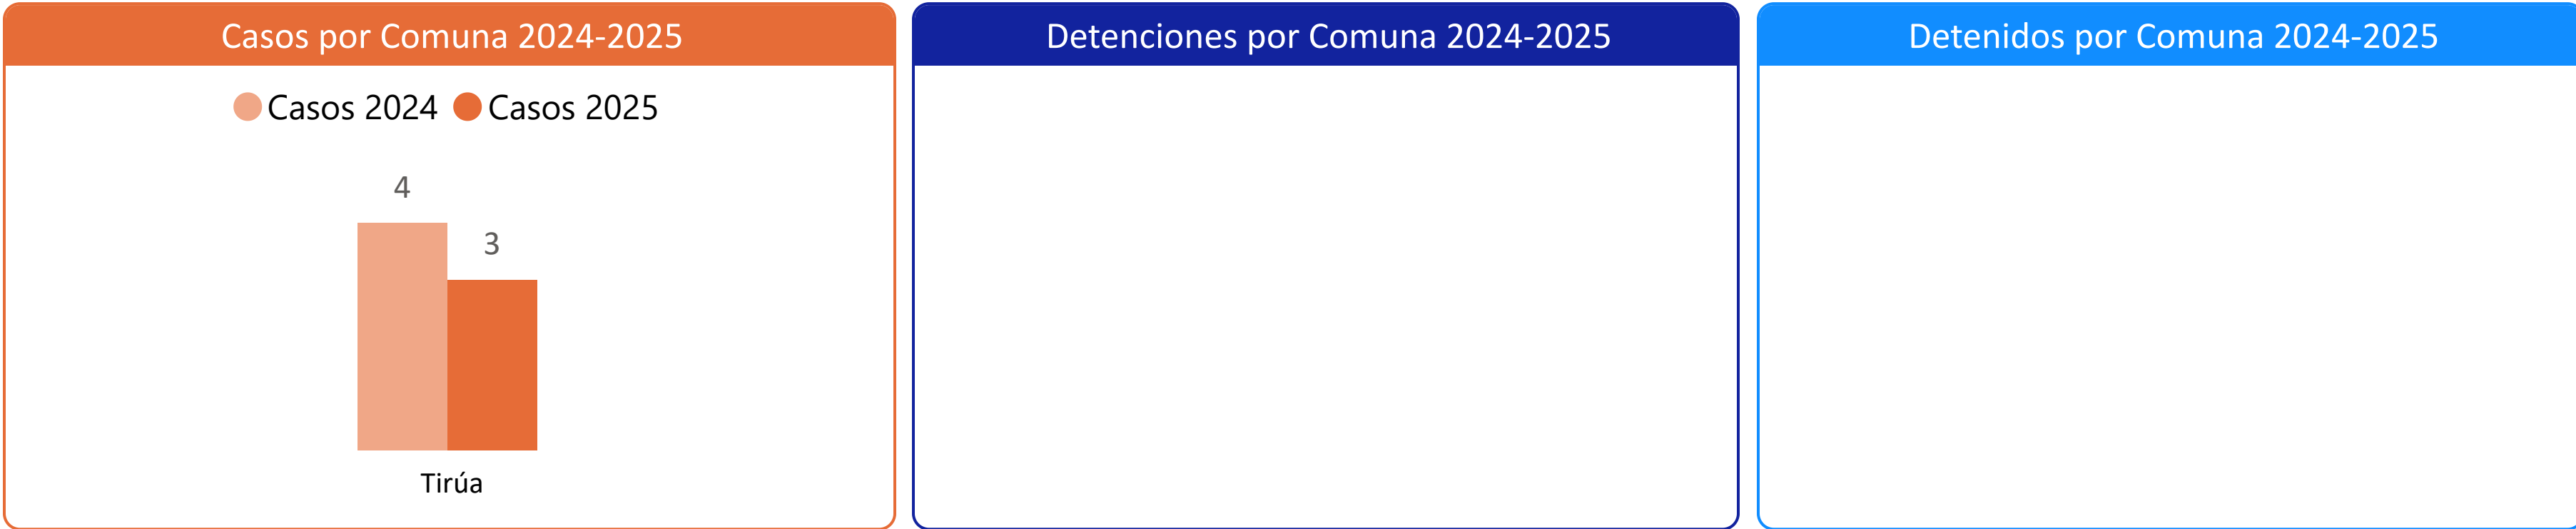 Casos por Comuna 2024-2025
Casos 2024 Casos 2025
4
3
Tirúa
Detenciones por Comuna 2024-2025
Detenidos por Comuna 2024-2025